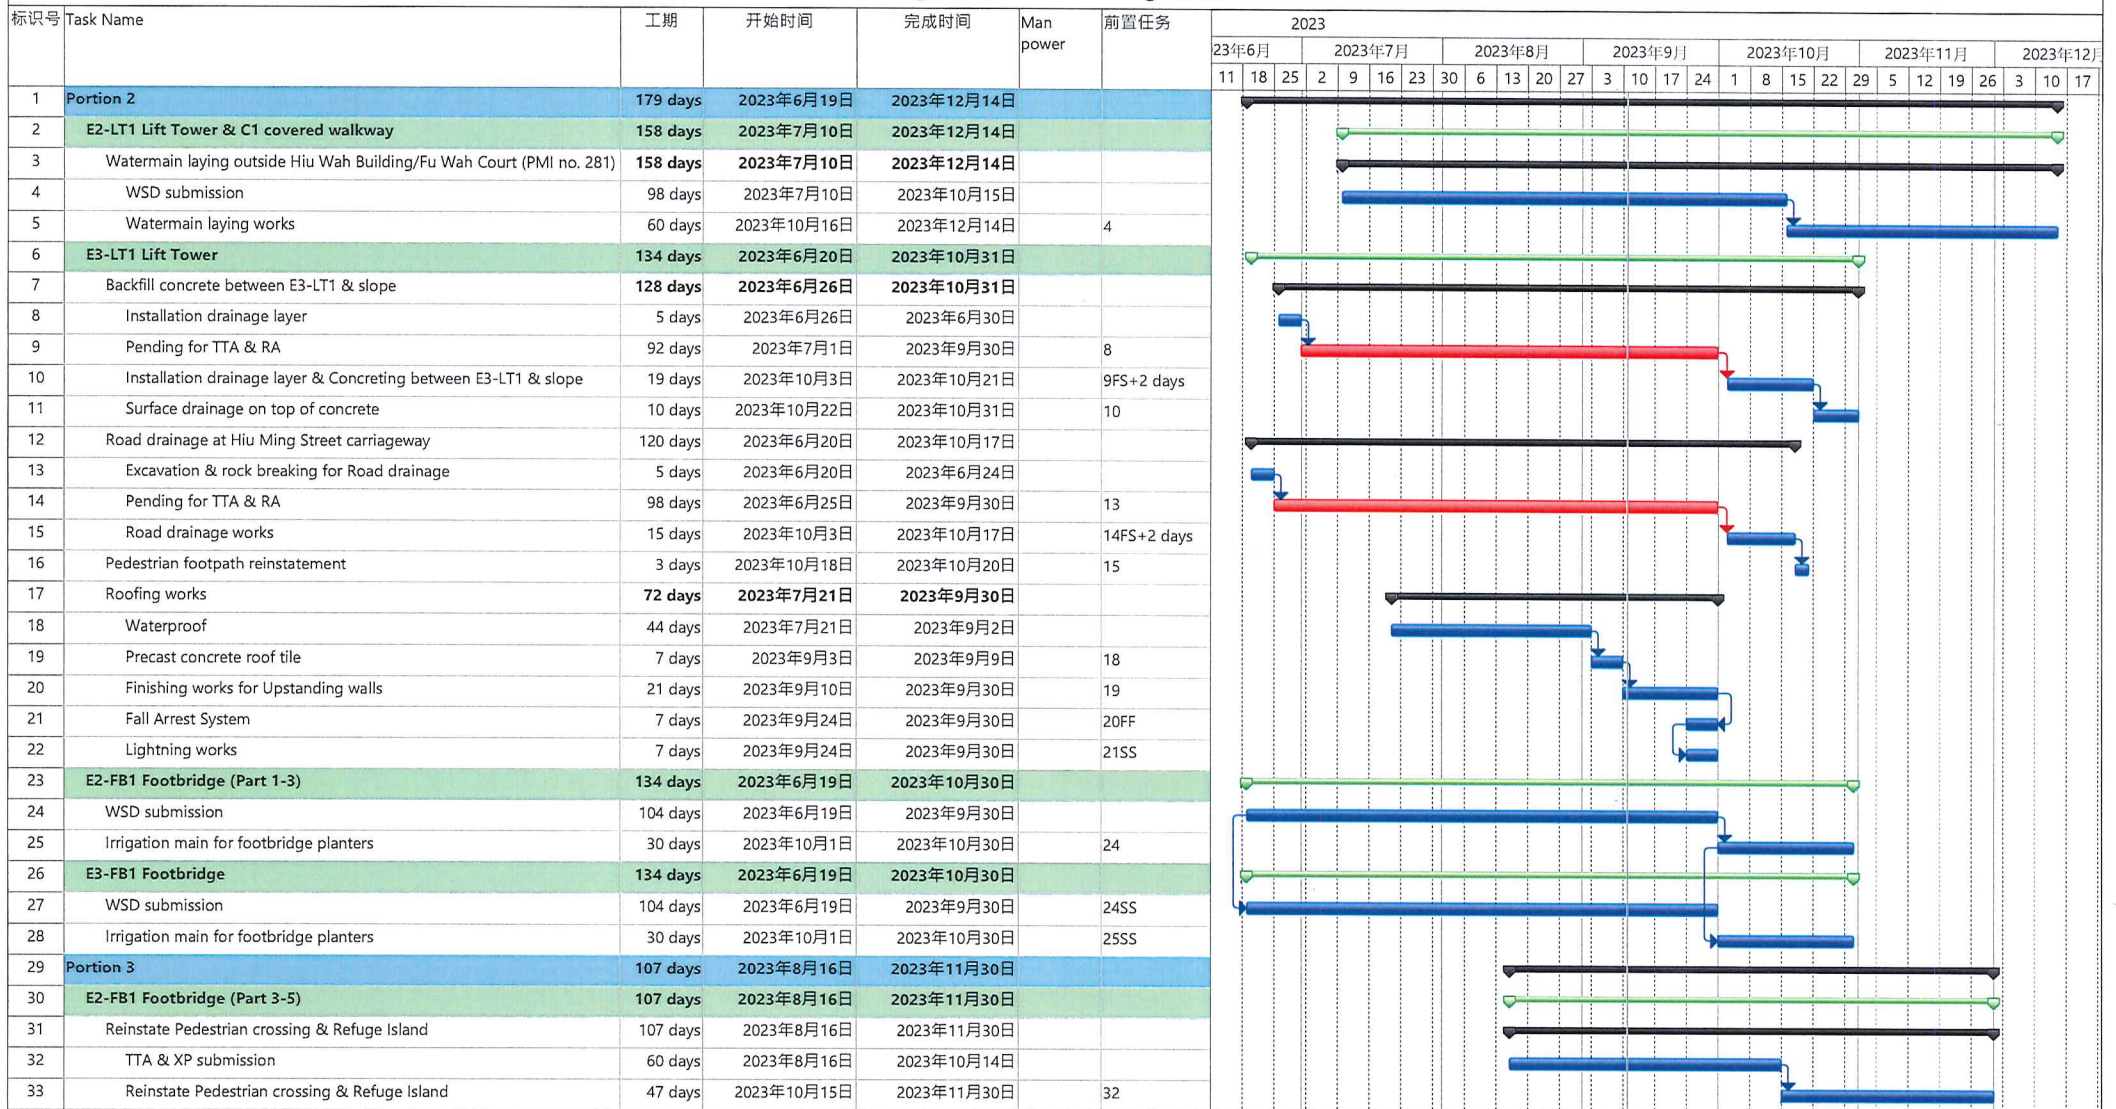 标识号 Task Name 工期 开始时间 完成时间 Man power 前置任务
2023
23年6月 2023年7月 2023年8月 2023年9月 2023年10月 2023年11月 2023年12月
11 18 25 2 9 16 23 30 6 13 20 27 3 10 17 24 1 8 15 22 29 5 12 19 26 3 10 17
1 Portion 2 179 days 2023年6月19日 2023年12月14日
2 E2-LT1 Lift Tower & C1 covered walkway 158 days 2023年7月10日 2023年12月14日
3 Watermain laying outside Hiu Wah Building/Fu Wah Court (PMI no. 281) 158 days 2023年7月10日 2023年12月14日
4 WSD submission 98 days 2023年7月10日 2023年10月15日
5 Watermain laying works 60 days 2023年10月16日 2023年12月14日 4
6 E3-LT1 Lift Tower 134 days 2023年6月20日 2023年10月31日
7 Backfill concrete between E3-LT1 & slope 128 days 2023年6月26日 2023年10月31日
8 Installation drainage layer 5 days 2023年6月26日 2023年6月30日
9 Pending for TTA & RA 92 days 2023年7月1日 2023年9月30日 8
10 Installation drainage layer & Concreting between E3-LT1 & slope 19 days 2023年10月3日 2023年10月21日 9FS+2 days
11 Surface drainage on top of concrete 10 days 2023年10月22日 2023年10月31日 10
12 Road drainage at Hiu Ming Street carriageway 120 days 2023年6月20日 2023年10月17日
13 Excavation & rock breaking for Road drainage 5 days 2023年6月20日 2023年6月24日
14 Pending for TTA & RA 98 days 2023年6月25日 2023年9月30日 13
15 Road drainage works 15 days 2023年10月3日 2023年10月17日 14FS+2 days
16 Pedestrian footpath reinstatement 3 days 2023年10月18日 2023年10月20日 15
17 Roofing works 72 days 2023年7月21日 2023年9月30日
18 Waterproof 44 days 2023年7月21日 2023年9月2日
19 Precast concrete roof tile 7 days 2023年9月3日 2023年9月9日 18
20 Finishing works for Upstanding walls 21 days 2023年9月10日 2023年9月30日 19
21 Fall Arrest System 7 days 2023年9月24日 2023年9月30日 20FF
22 Lightning works 7 days 2023年9月24日 2023年9月30日 21SS
23 E2-FB1 Footbridge (Part 1-3) 134 days 2023年6月19日 2023年10月30日
24 WSD submission 104 days 2023年6月19日 2023年9月30日
25 Irrigation main for footbridge planters 30 days 2023年10月1日 2023年10月30日 24
26 E3-FB1 Footbridge 134 days 2023年6月19日 2023年10月30日
27 WSD submission 104 days 2023年6月19日 2023年9月30日 24SS
28 Irrigation main for footbridge planters 30 days 2023年10月1日 2023年10月30日 25SS
29 Portion 3 107 days 2023年8月16日 2023年11月30日
30 E2-FB1 Footbridge (Part 3-5) 107 days 2023年8月16日 2023年11月30日
31 Reinstate Pedestrian crossing & Refuge Island 107 days 2023年8月16日 2023年11月30日
32 TTA & XP submission 60 days 2023年8月16日 2023年10月14日
33 Reinstate Pedestrian crossing & Refuge Island 47 days 2023年10月15日 2023年11月30日 32